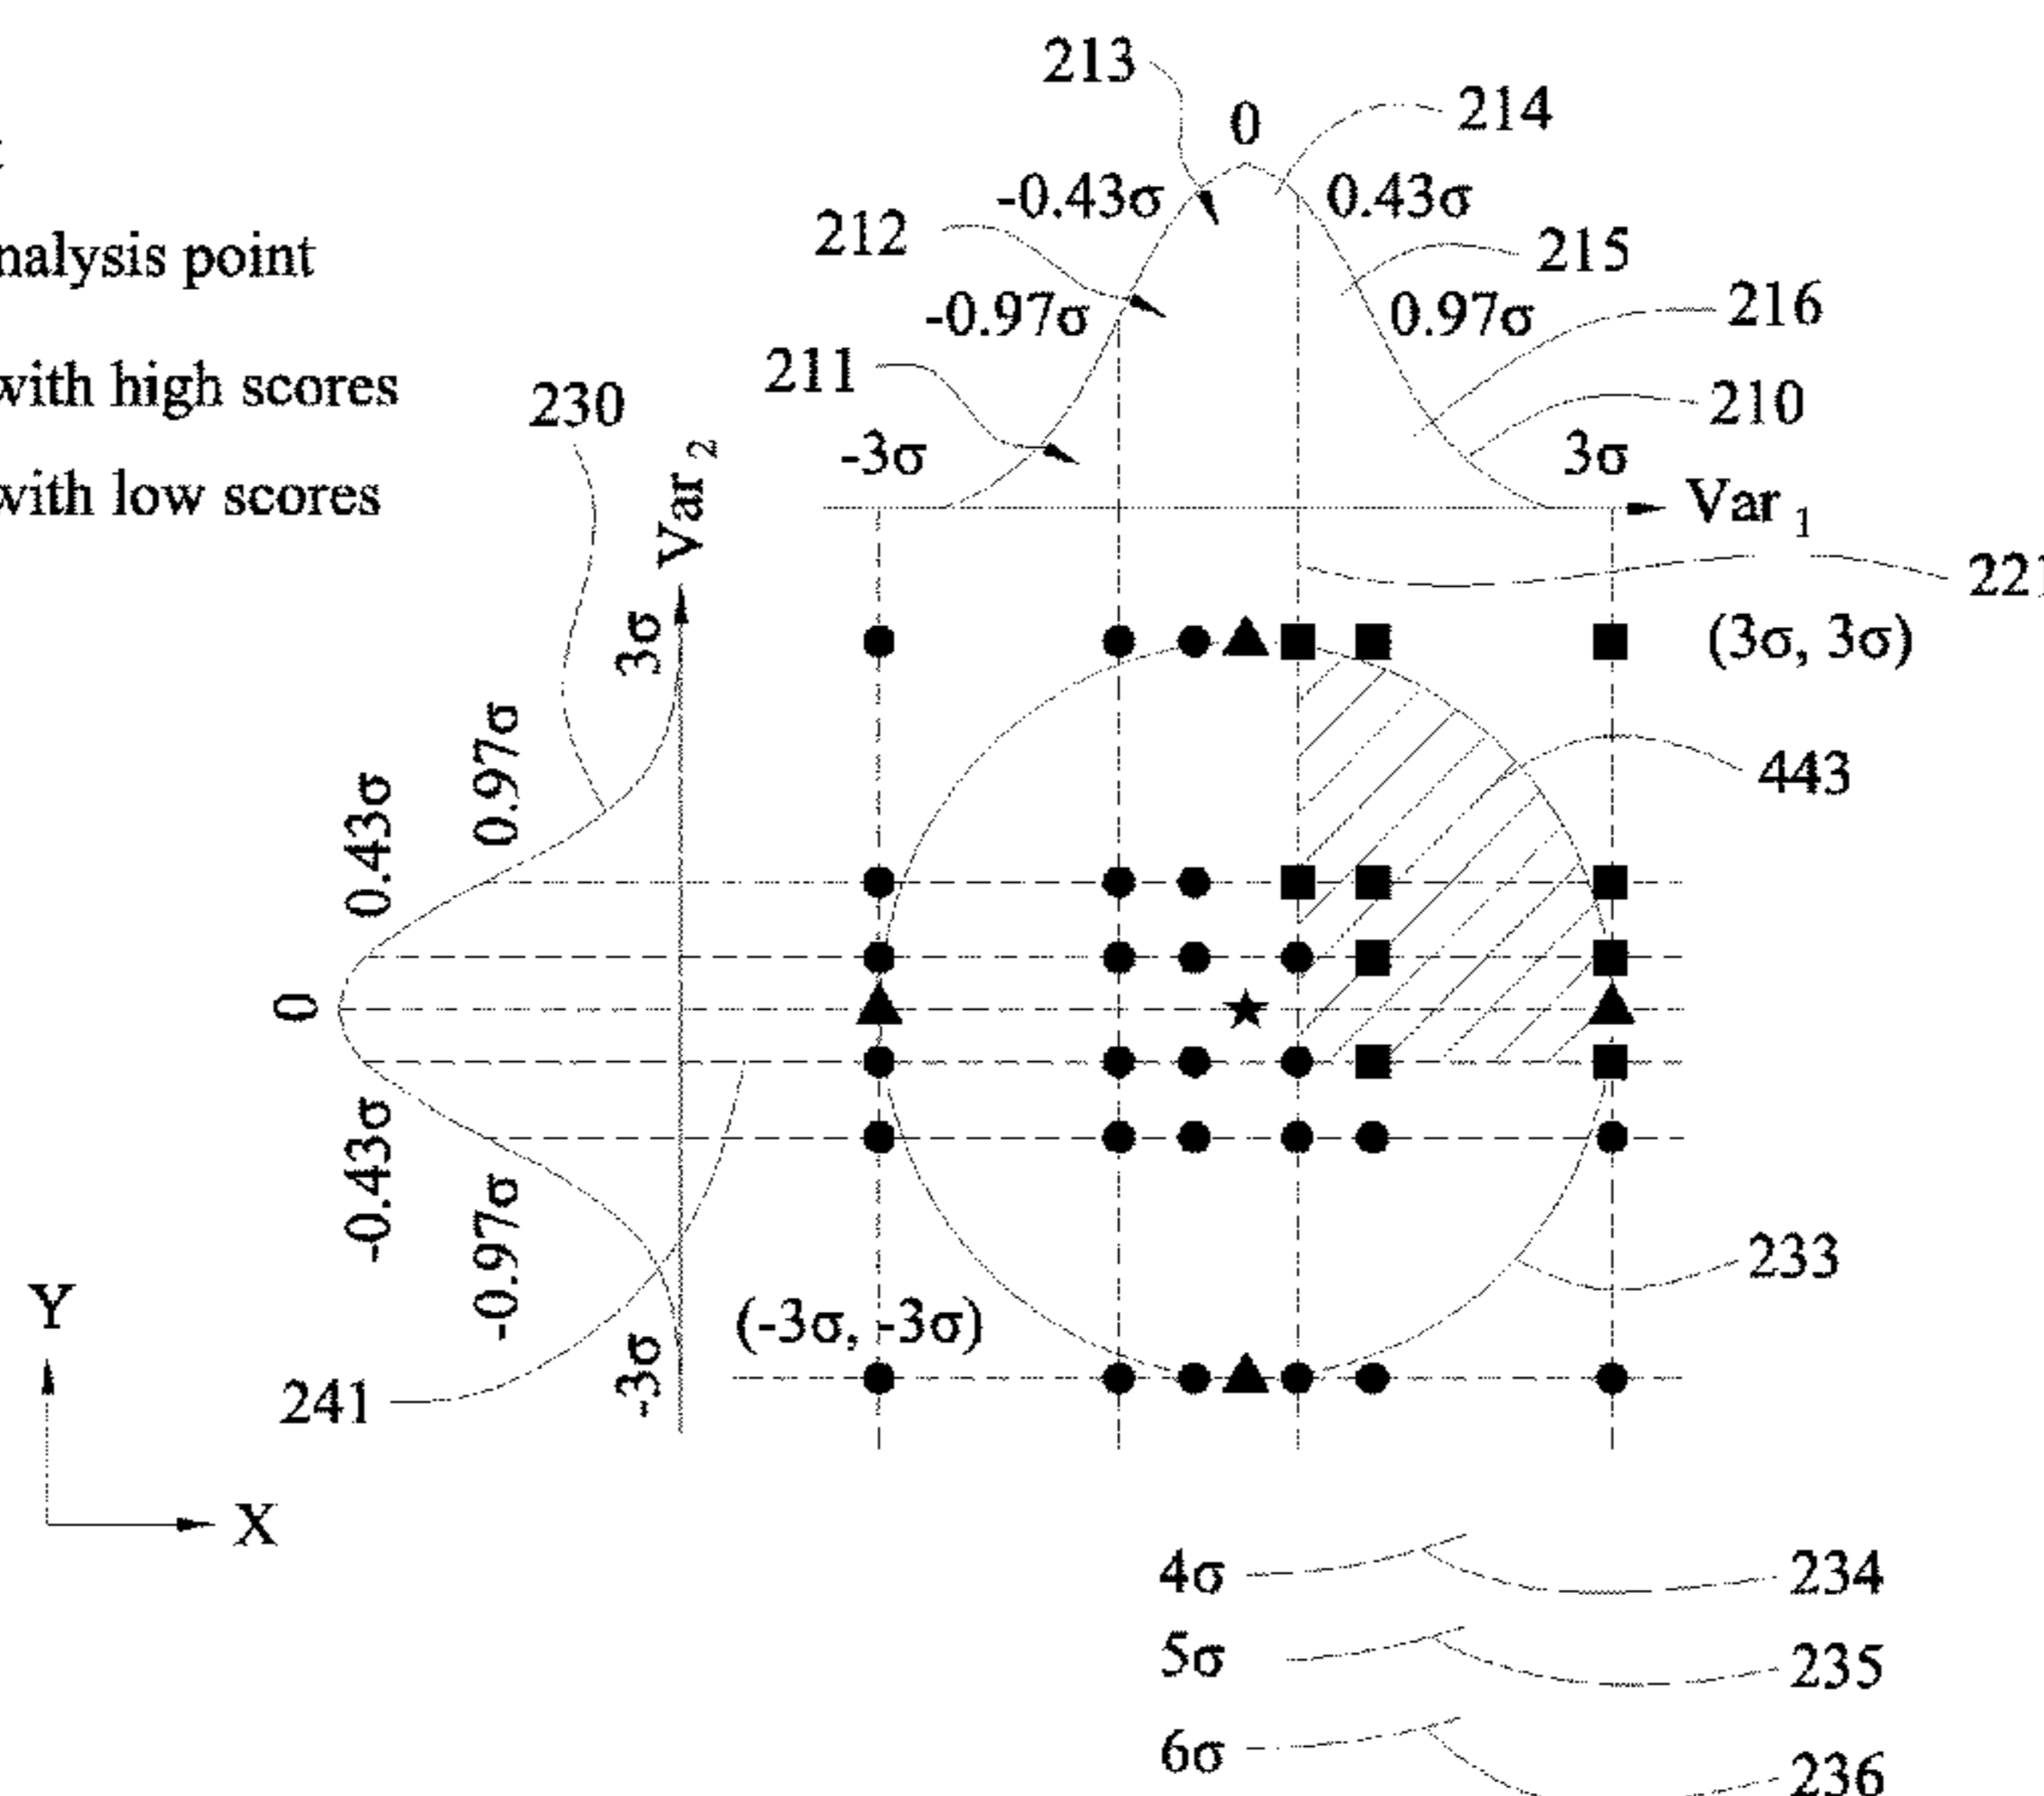 213
0
214
-0.43σ
0.43σ
212
nalysis point
215
-0.97σ
0.97σ
216
211
with high scores
230
210
-3σ
3σ
with low scores
Var 2
Var 1
221
3σ
(3σ, 3σ)
0.97σ
443
0.43σ
0
-0.43σ
-0.97σ
233
Y
(-3σ, -3σ)
-3σ
241
X
4σ
234
5σ
235
6σ
236